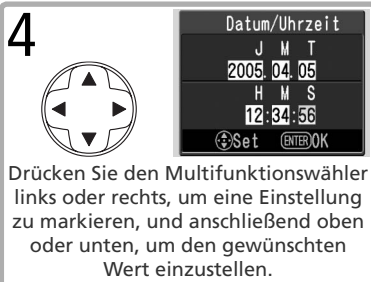 4
Datum/Uhrzeit
J M T
2005.04.05
H M S
12:34:56
Set ENTER OK
Drücken Sie den Multifunktionswähler
links oder rechts, um eine Einstellung
zu markieren, und anschließend oben
oder unten, um den gewünschten
Wert einzustellen.